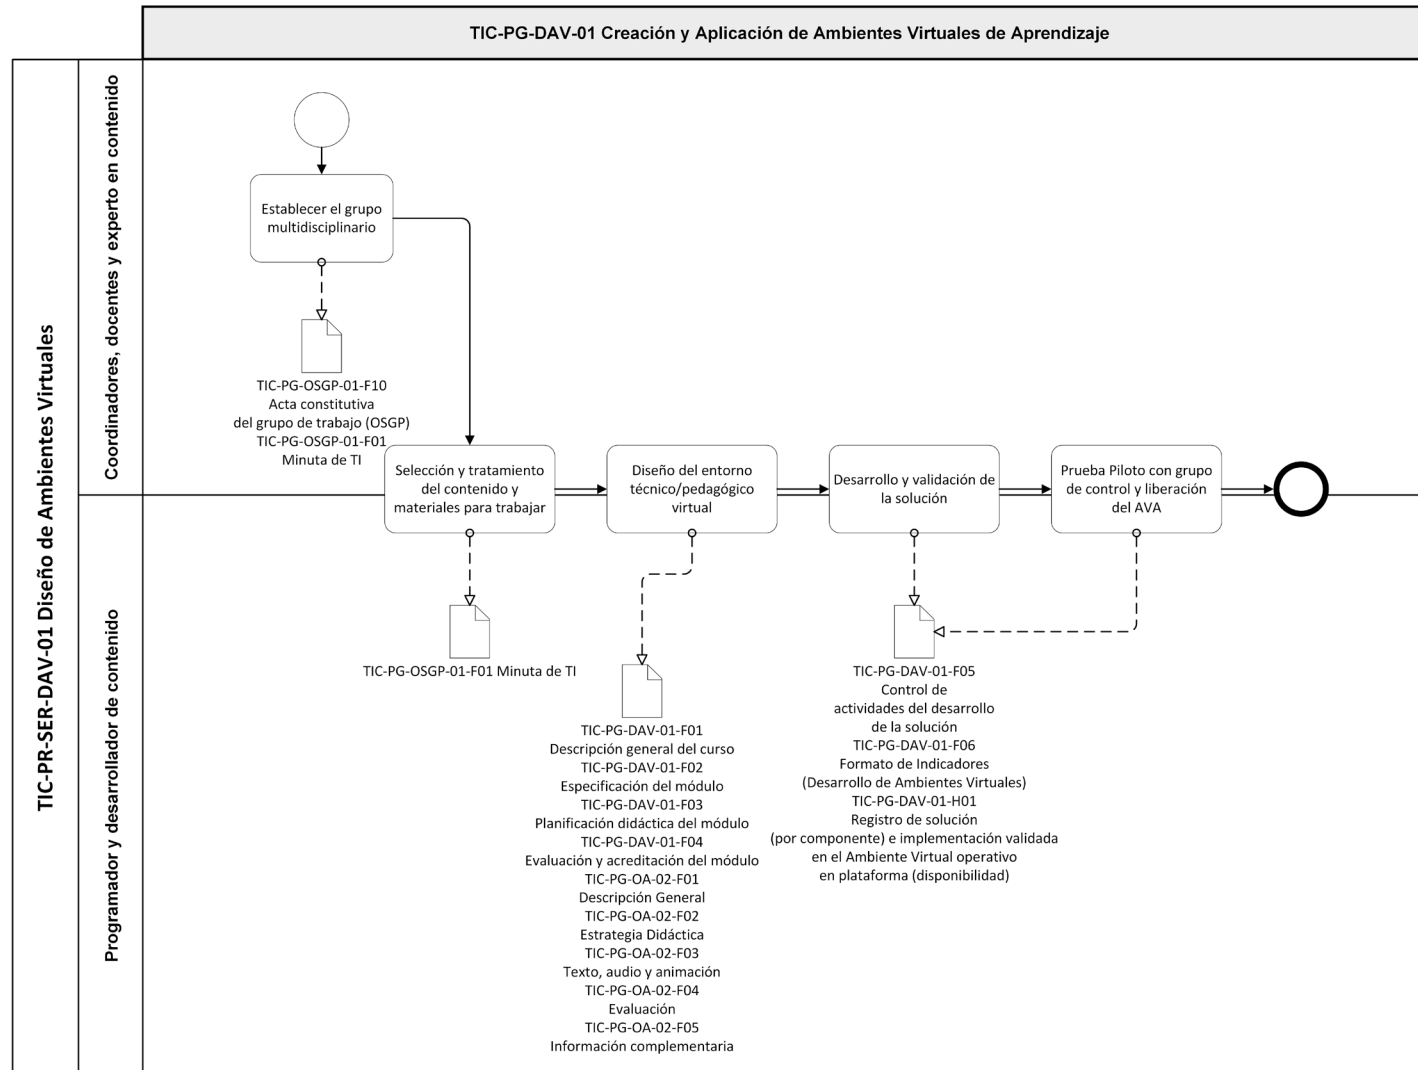 TIC-PG-DAV-01 Creación y Aplicación de Ambientes Virtuales de Aprendizaje
TIC-PR-SER-DAV-01 Diseño de Ambientes Virtuales
Coordinadores, docentes y experto en contenido
Establecer el grupo
multidisciplinario
TIC-PG-OSGP-01-F10
Acta constitutiva
del grupo de trabajo (OSGP)
TIC-PG-OSGP-01-F01
Minuta de TI
Selección y tratamiento
del contenido y
materiales para trabajar
Diseño del entorno
técnico/pedagógico
virtual
Desarrollo y validación de
la solución
Prueba Piloto con grupo
de control y liberación
del AVA
Programador y desarrollador de contenido
TIC-PG-OSGP-01-F01 Minuta de TI
TIC-PG-DAV-01-F01
Descripción general del curso
TIC-PG-DAV-01-F02
Especificación del módulo
TIC-PG-DAV-01-F03
Planificación didáctica del módulo
TIC-PG-DAV-01-F04
Evaluación y acreditación del módulo
TIC-PG-OA-02-F01
Descripción General
TIC-PG-OA-02-F02
Estrategia Didáctica
TIC-PG-OA-02-F03
Texto, audio y animación
TIC-PG-OA-02-F04
Evaluación
TIC-PG-OA-02-F05
Información complementaria
TIC-PG-DAV-01-F05
Control de
actividades del desarrollo
de la solución
TIC-PG-DAV-01-F06
Formato de Indicadores
(Desarrollo de Ambientes Virtuales)
TIC-PG-DAV-01-H01
Registro de solución
(por componente) e implementación validada
en el Ambiente Virtual operativo
en plataforma (disponibilidad)